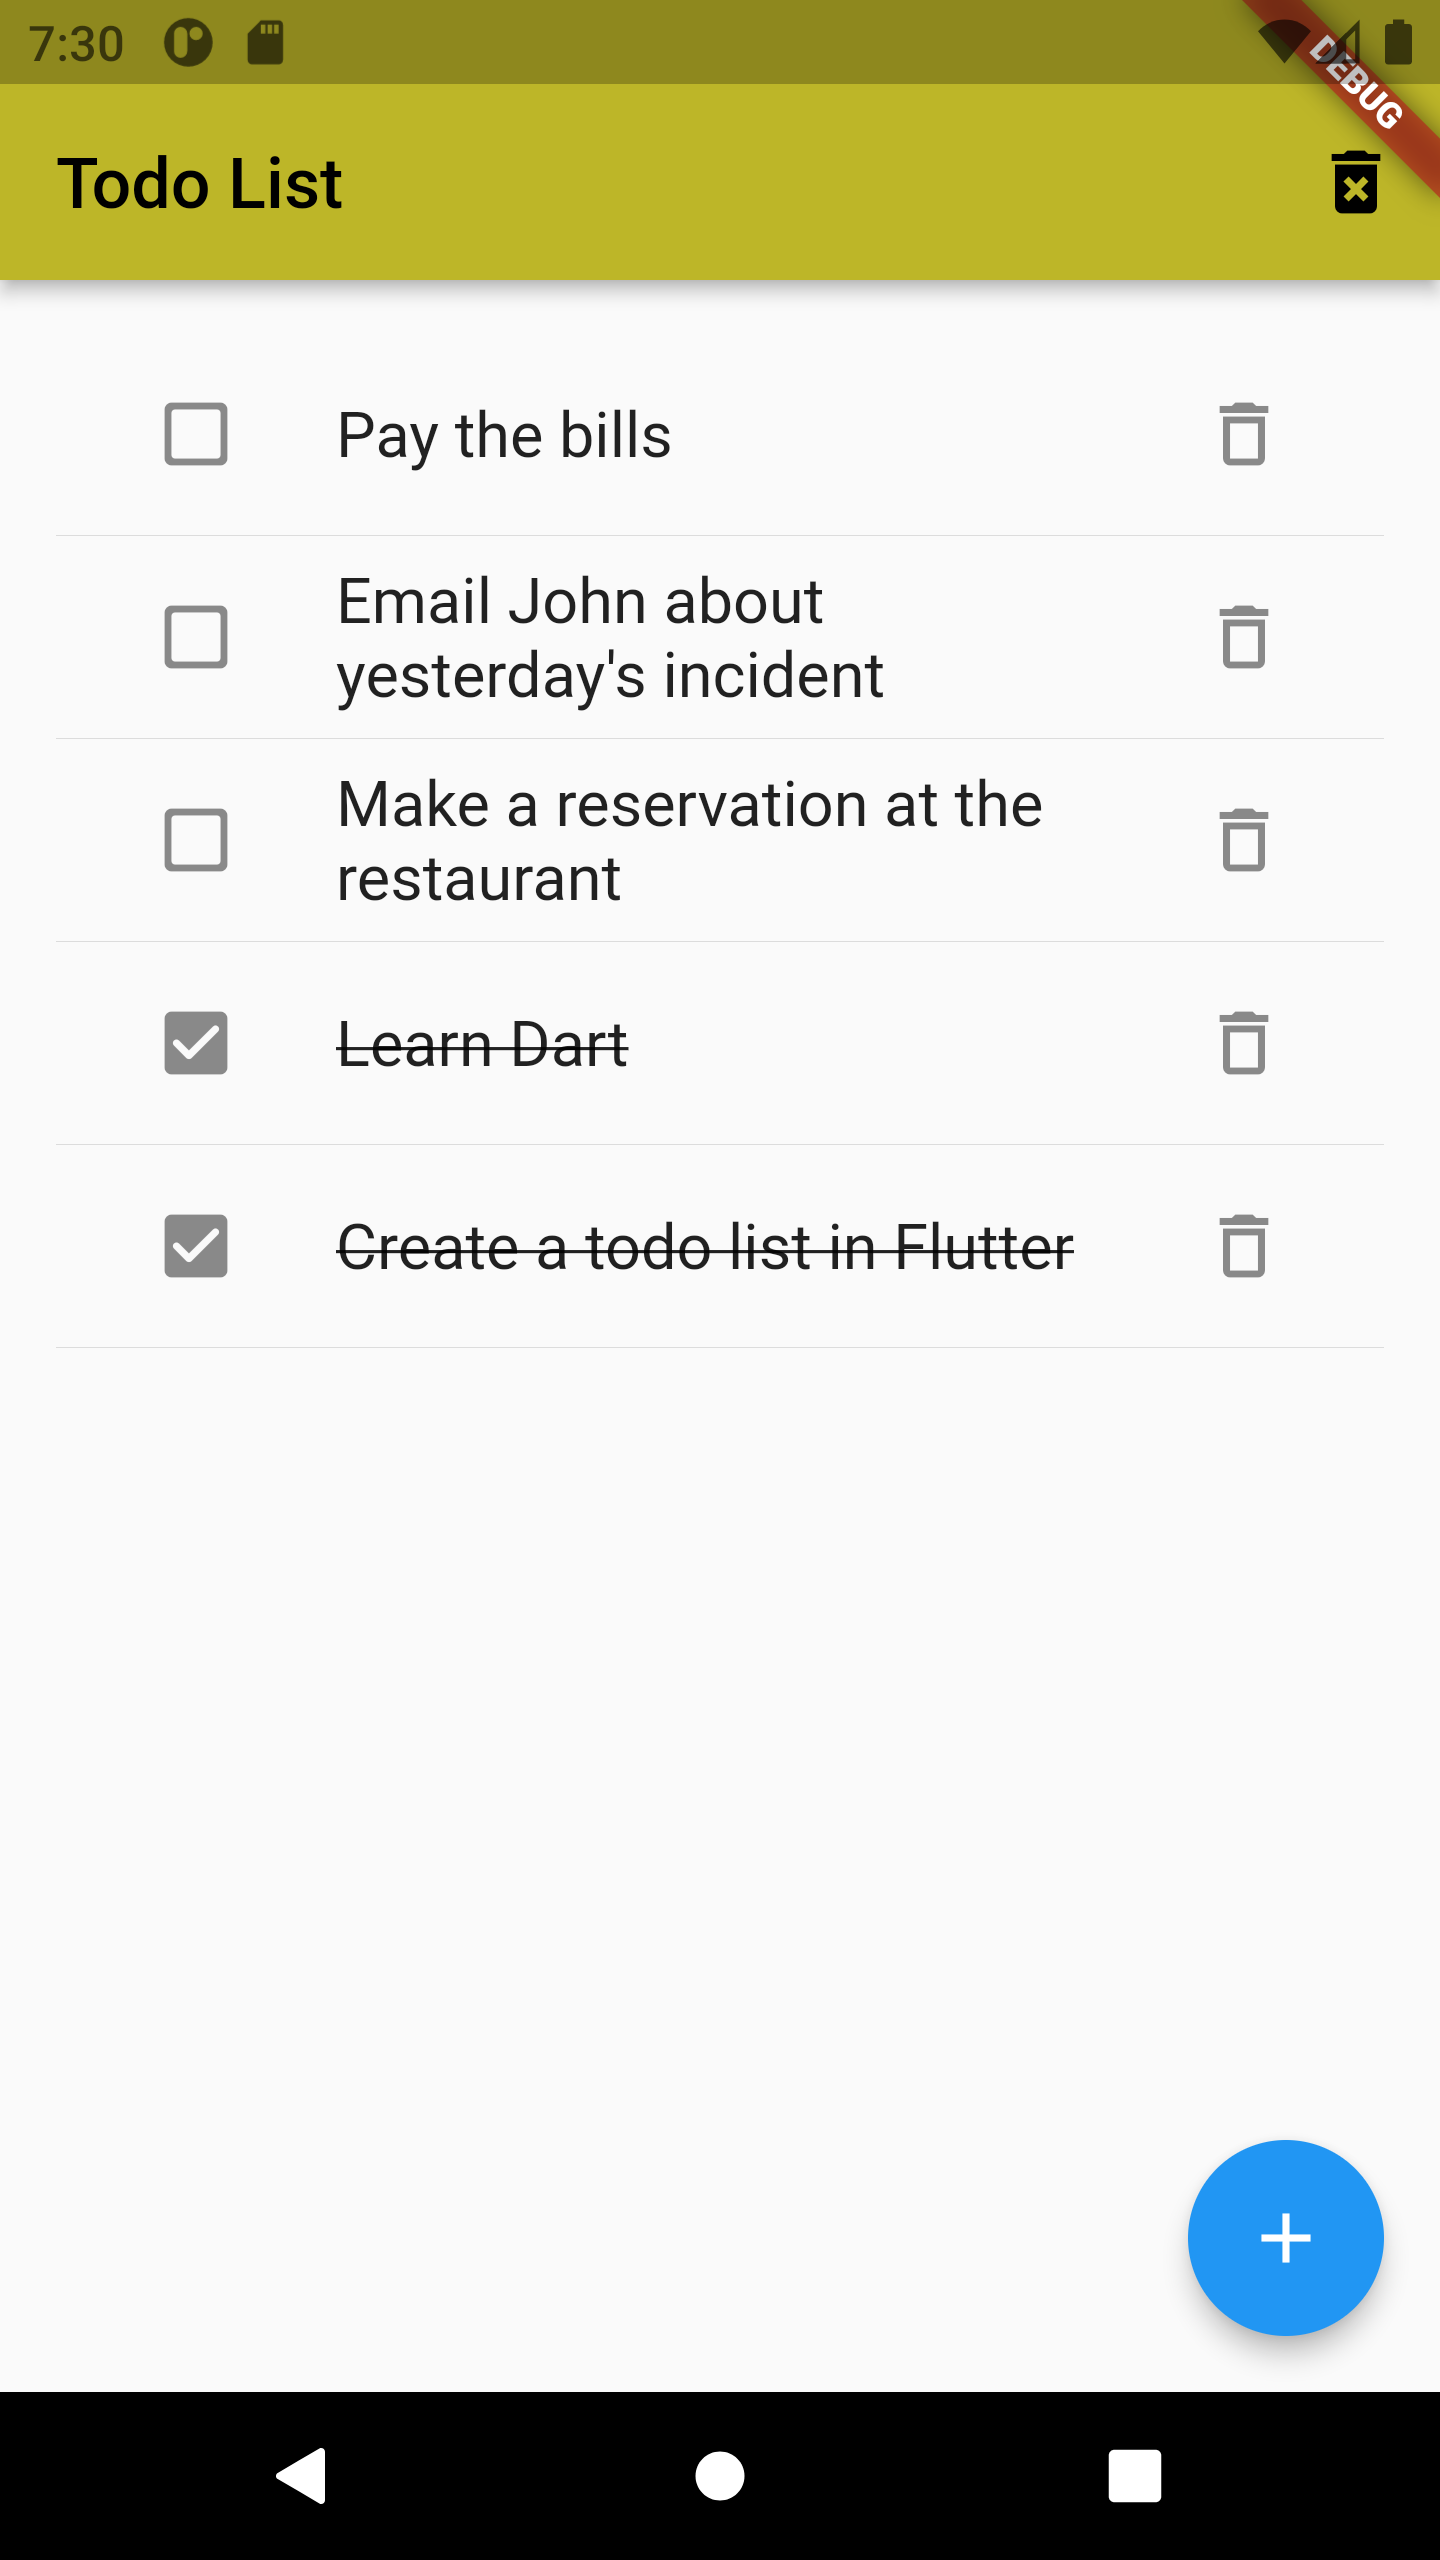 7:30
DEBUG
Todo List
Pay the bills
Email John about
yesterday's incident
Make a reservation at the
restaurant
Learn Dart
Create a todo list in Flutter